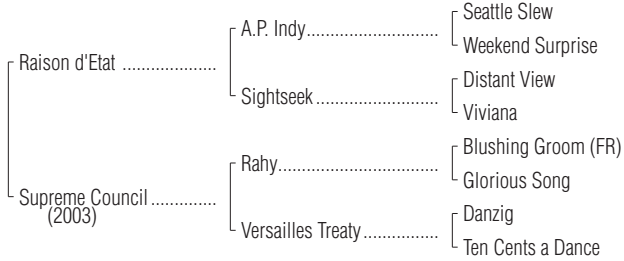 Seattle Slew
A.P. Indy
Weekend Surprise
Raison d'Etat
Distant View
Sightseek
Viviana
Blushing Groom (FR)
Rahy
Glorious Song
Supreme Council
(2003)
Danzig
Versailles Treaty
Ten Cents a Dance